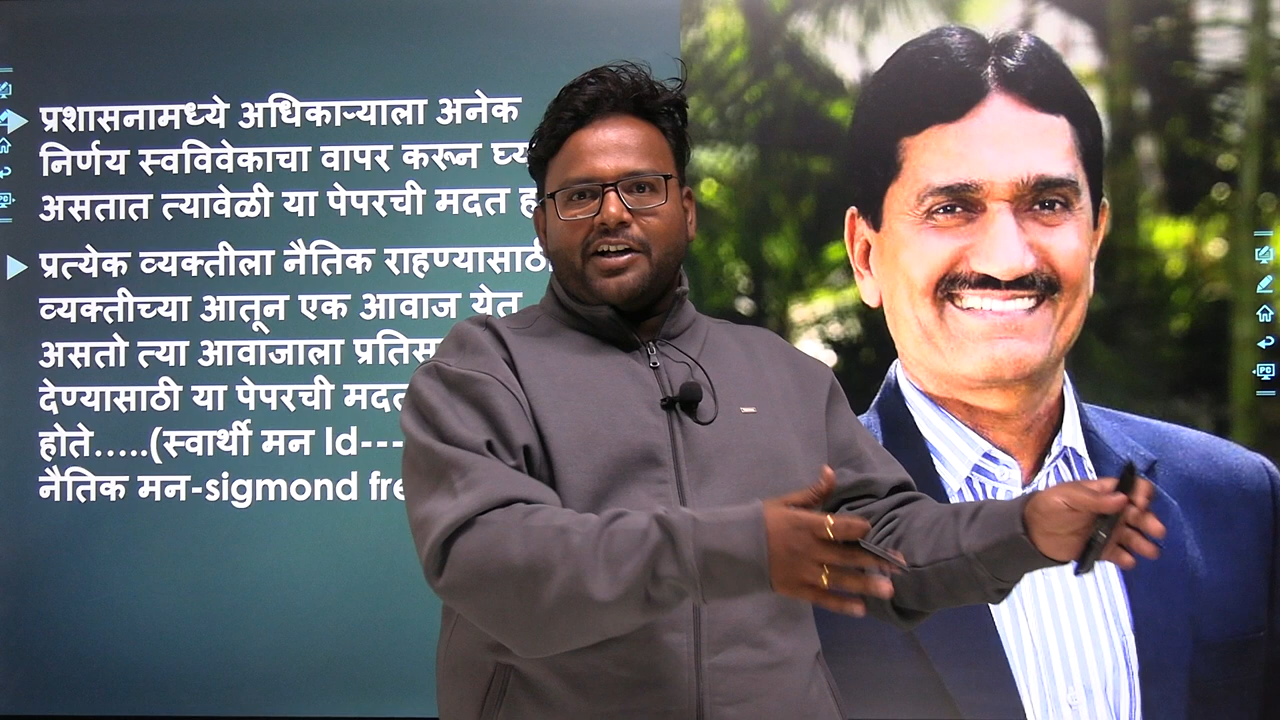 प्रशासनामध्ये अधिकाऱ्याला अनेक
निर्णय स्वविवेकाचा वापर करून
असतात त्यावेळी या पेपरची मदत
प्रत्येक व्यक्तीला नैतिक राहण्यासाठी
व्यक्तीच्या आतून एक आवाज येत
असतो त्या आवाजाला
देण्यासाठी या पेपरची
होते.....(स्वार्थी मन Id---
नैतिक मन-sigmond